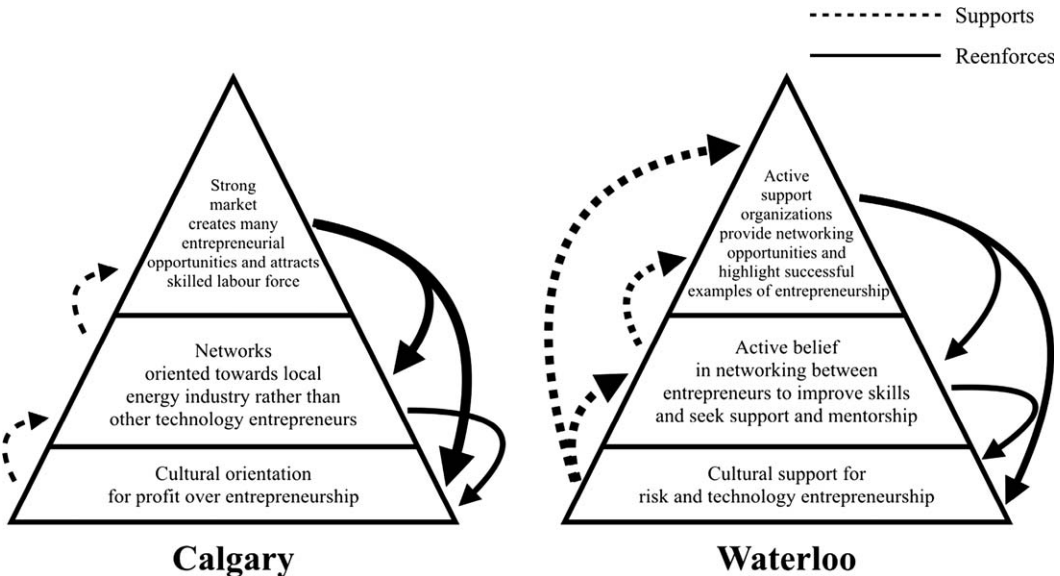 Supports
Reenforces
Strong
market
creates many
entrepreneurial
opportunities and attracts
skilled labour force
Networks
oriented towards local
energy industry rather than
other technology entrepreneurs
Cultural orientation
for profit over entrepreneurship
Calgary
Active
support
organizations
provide networking
opportunities and
highlight successful
examples of entrepreneurship
Active belief
in networking between
entrepreneurs to improve skills
and seek support and mentorship
Cultural support for
risk and technology entrepreneurship
Waterloo